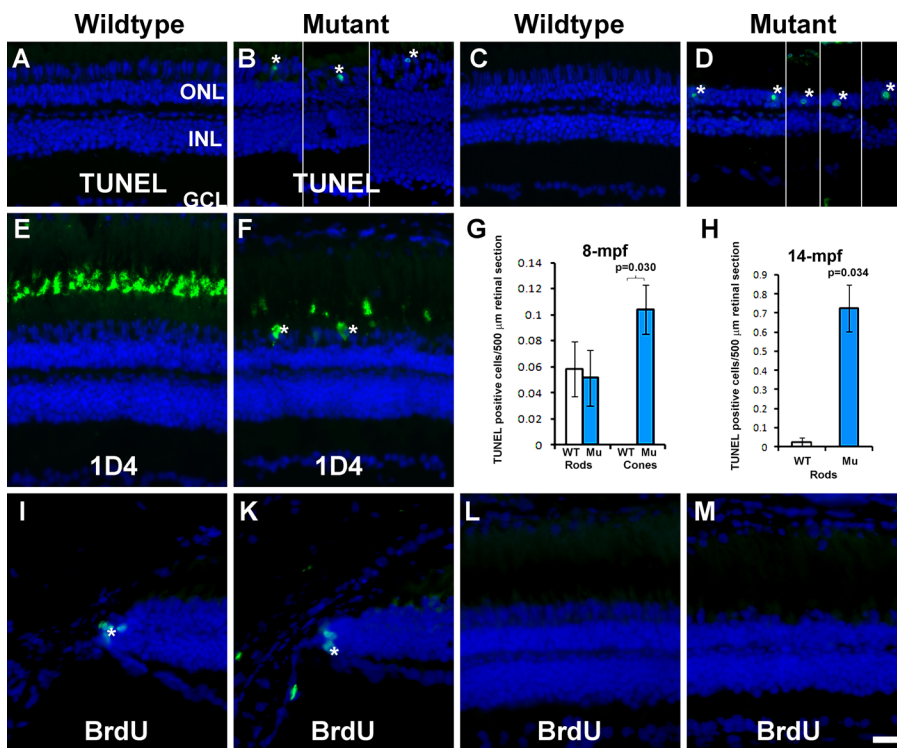 Wildtype Mutant Wildtype Mutant
A
B
C
D
ONL
INL
TUNEL
GCL
TUNEL
*
*
*
*
*
*
*
*
E
F
1D4
1D4
*
*
G
8-mpf
p=0.030
TUNEL positive cells/500 µm retinal section
0.14
0.12
0.1
0.08
0.06
0.04
0.02
0
WT Mu WT Mu
Rods Cones
H
14-mpf
p=0.034
TUNEL positive cells/500 µm retinal section
0.9
0.8
0.7
0.6
0.5
0.4
0.3
0.2
0.1
0
WT Mu
Rods
I
K
L
M
*
*
BrdU
BrdU
BrdU
BrdU